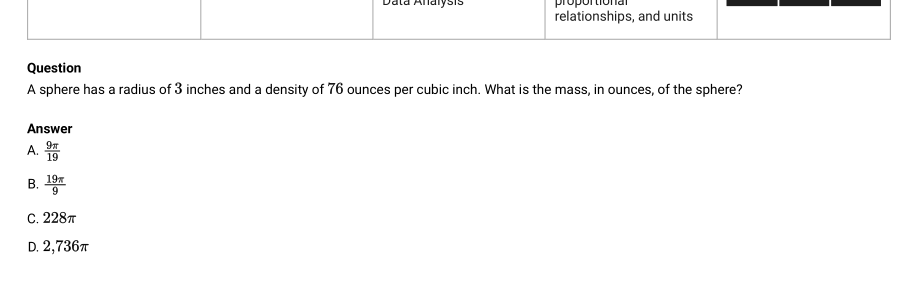 Data Analysis
proportional
relationships, and units
Question
A sphere has a radius of 3 inches and a density of 76 ounces per cubic inch. What is the mass, in ounces, of the sphere?
Answer
A. 9π/19
B. 19π/9
C. 228π
D. 2,736π